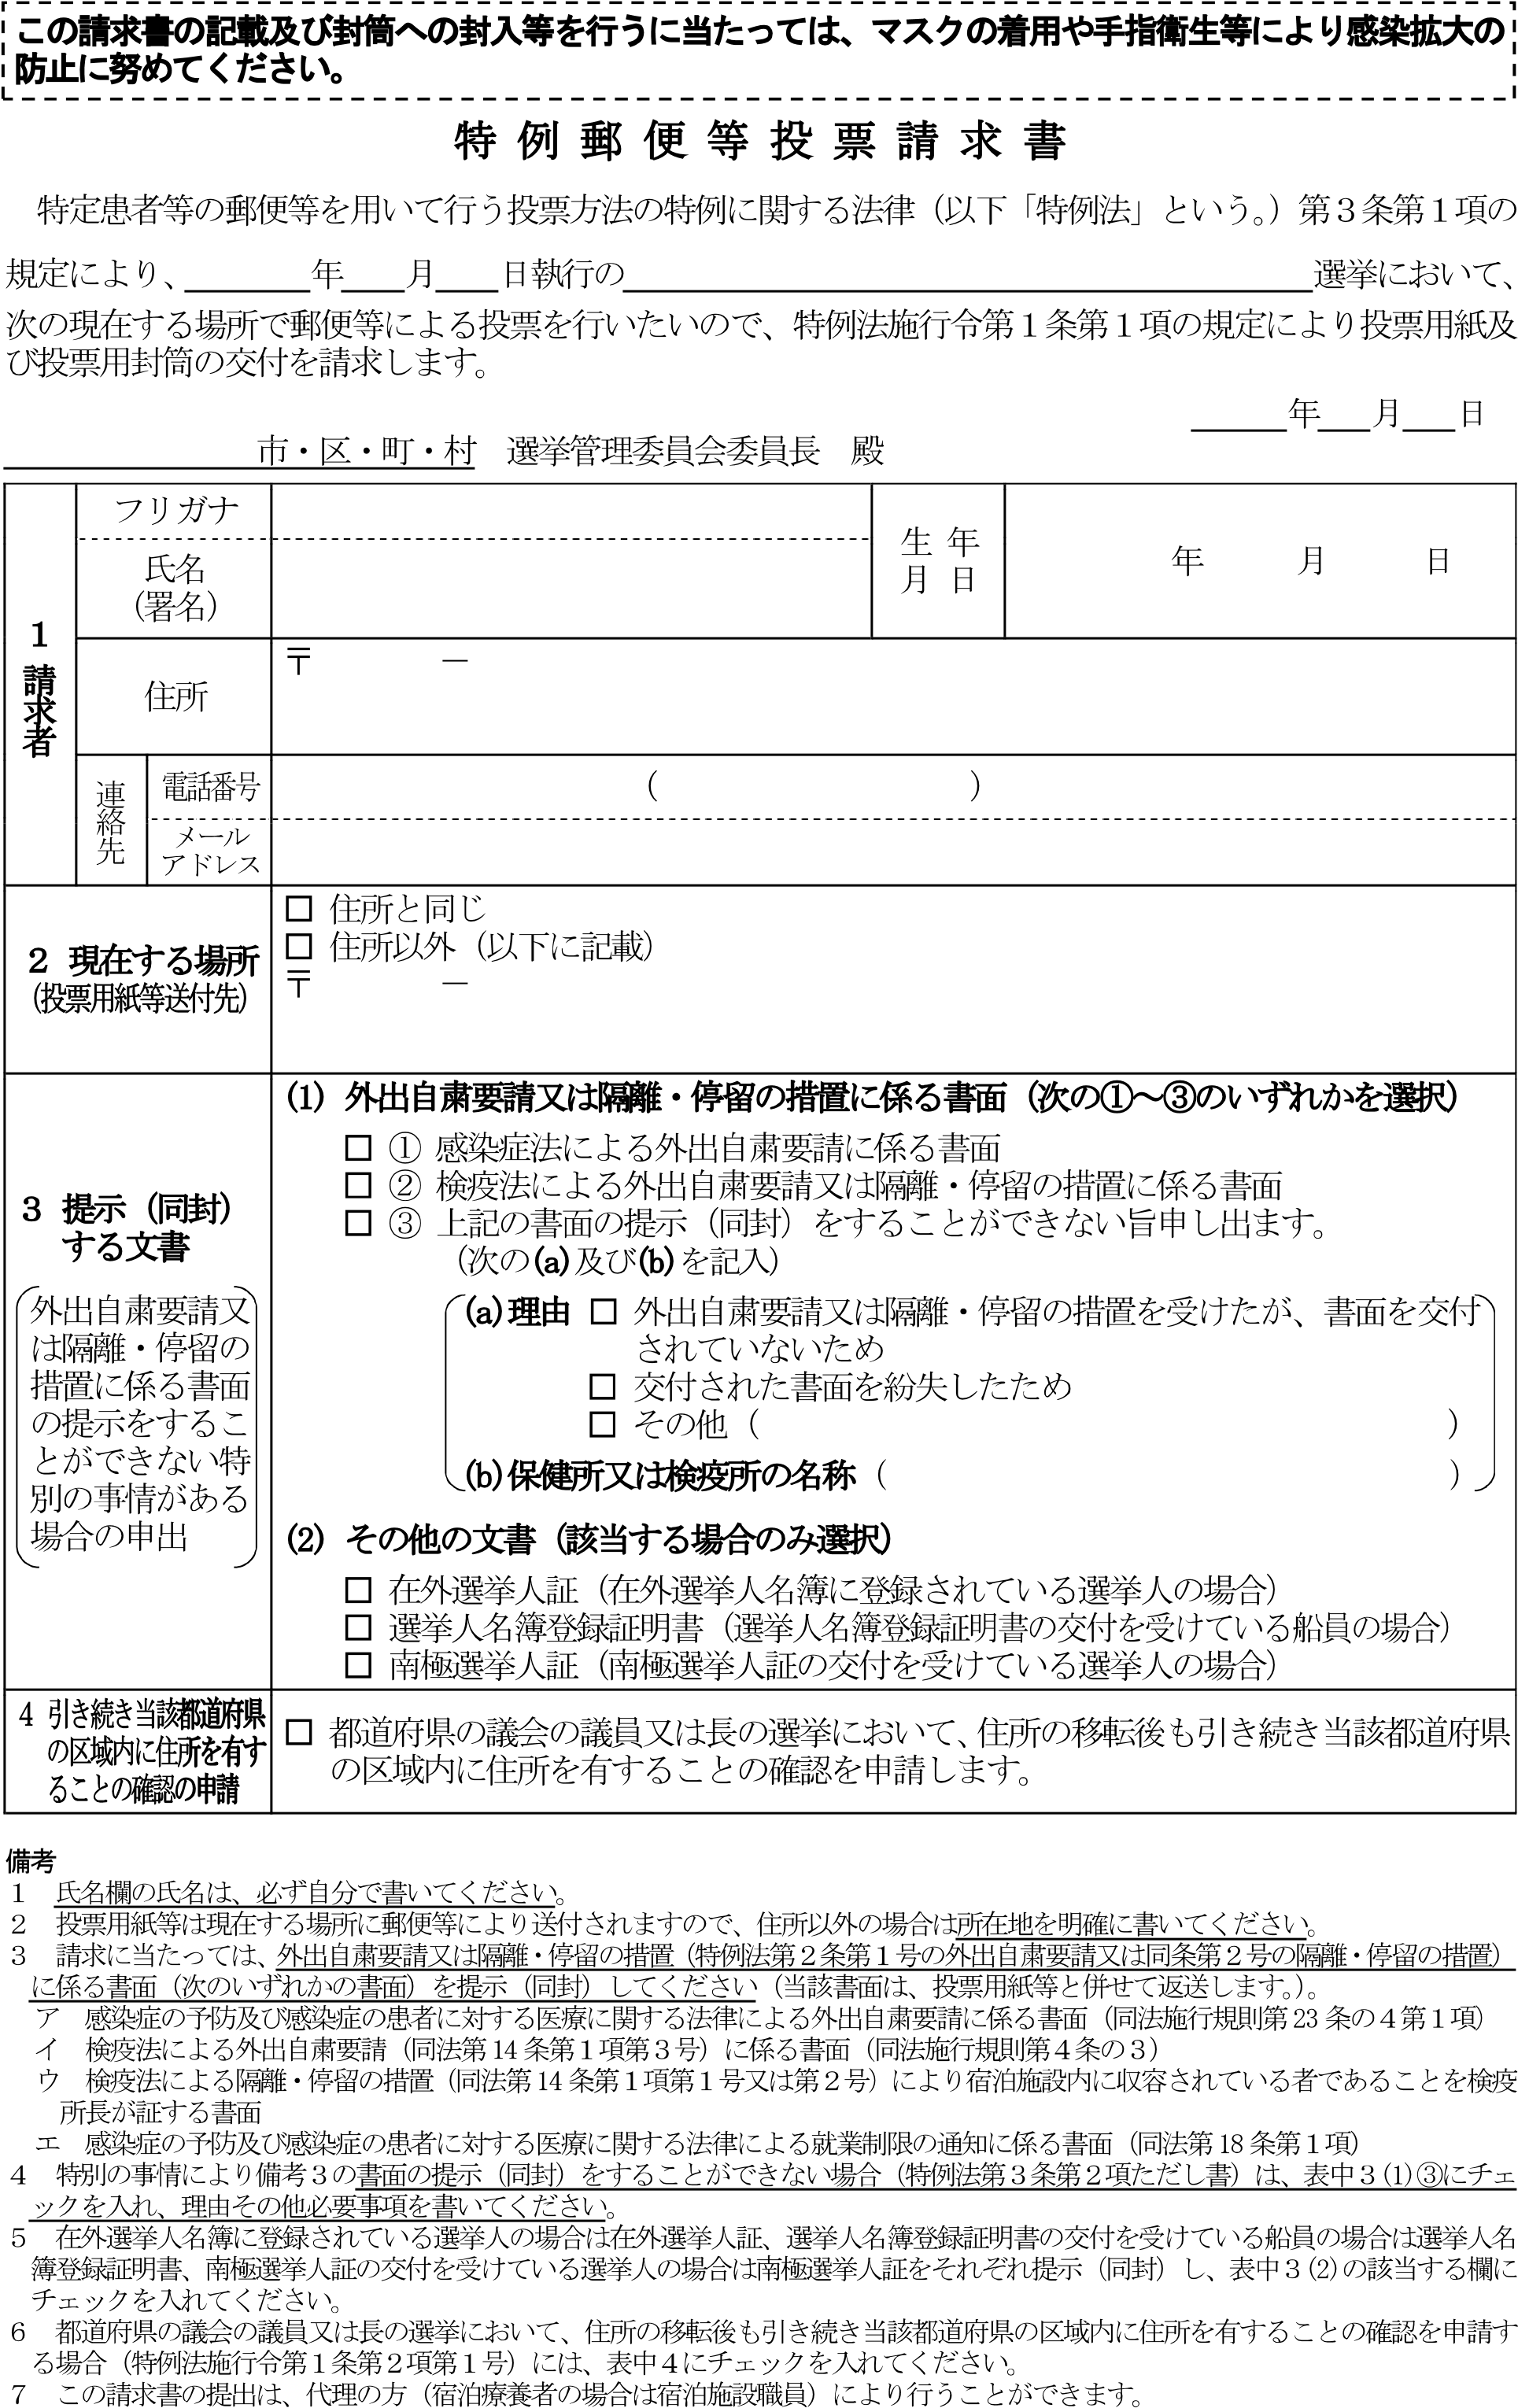 この請求書の記載及び封筒への封入等を行うに当たっては、マスクの着用や手指衛生等により感染拡大の
防止に努めてください。
特例郵便等投票請求書
特定患者等の郵便等を用いて行う投票方法の特例に関する法律（以下「特例法」という。）第３条第１項の
規定により、　　年　月　日執行の　　　　選挙において、
次の現在する場所で郵便等による投票を行いたいので、特例法施行令第１条第１項の規定により投票用紙及
び投票用封筒の交付を請求します。
年　月　日
市・区・町・村　選挙管理委員会委員長　殿
１請求者
フリガナ
氏名
（署名）
生年
月日
年　月　日
住所
〒　　－
連絡先
電話番号
（　　　）
メール
アドレス
２ 現在する場所
（投票用紙等送付先）
□ 住所と同じ
□ 住所以外（以下に記載）
〒　　－
３ 提示（同封）
する文書
外出自粛要請又
は隔離・停留の
措置に係る書面
の提示をするこ
とができない特
別の事情がある
場合の申出
(1) 外出自粛要請又は隔離・停留の措置に係る書面（次の①～③のいずれかを選択）
□ ① 感染症法による外出自粛要請に係る書面
□ ② 検疫法による外出自粛要請又は隔離・停留の措置に係る書面
□ ③ 上記の書面の提示（同封）をすることができない旨申し出ます。
（次の(a)及び(b)を記入）
(a)理由 □ 外出自粛要請又は隔離・停留の措置を受けたが、書面を交付
されていないため
□ 交付された書面を紛失したため
□ その他（　　　）
(b)保健所又は検疫所の名称（　　　）
(2) その他の文書（該当する場合のみ選択）
□ 在外選挙人証（在外選挙人名簿に登録されている選挙人の場合）
□ 選挙人名簿登録証明書（選挙人名簿登録証明書の交付を受けている船員の場合）
□ 南極選挙人証（南極選挙人証の交付を受けている選挙人の場合）
４ 引き続き当該都道府県
の区域内に住所を有す
ることの確認の申請
□ 都道府県の議会の議員又は長の選挙において、住所の移転後も引き続き当該都道府県
の区域内に住所を有することの確認を申請します。
備考
１　氏名欄の氏名は、必ず自分で書いてください。
２　投票用紙等は現在する場所に郵便等により送付されますので、住所以外の場合は所在地を明確に書いてください。
３　請求に当たっては、外出自粛要請又は隔離・停留の措置（特例法第２条第１号の外出自粛要請又は同条第２号の隔離・停留の措置）
に係る書面（次のいずれかの書面）を提示（同封）してください（当該書面は、投票用紙等と併せて返送します。）。
ア　感染症の予防及び感染症の患者に対する医療に関する法律による外出自粛要請に係る書面（同法施行規則第23条の４第１項）
イ　検疫法による外出自粛要請（同法第14条第１項第３号）に係る書面（同法施行規則第４条の３）
ウ　検疫法による隔離・停留の措置（同法第14条第１項第１号又は第２号）により宿泊施設内に収容されている者であることを検疫
所長が証する書面
エ　感染症の予防及び感染症の患者に対する医療に関する法律による就業制限の通知に係る書面（同法第18条第１項）
４　特別の事情により備考３の書面の提示（同封）をすることができない場合（特例法第３条第２項ただし書）は、表中３(1)③にチェ
ックを入れ、理由その他必要事項を書いてください。
５　在外選挙人名簿に登録されている選挙人の場合は在外選挙人証、選挙人名簿登録証明書の交付を受けている船員の場合は選挙人名
簿登録証明書、南極選挙人証の交付を受けている選挙人の場合は南極選挙人証をそれぞれ提示（同封）し、表中３(2)の該当する欄に
チェックを入れてください。
６　都道府県の議会の議員又は長の選挙において、住所の移転後も引き続き当該都道府県の区域内に住所を有することの確認を申請す
る場合（特例法施行令第１条第２項第１号）には、表中４にチェックを入れてください。
７　この請求書の提出は、代理の方（宿泊療養者の場合は宿泊施設職員）により行うことができます。